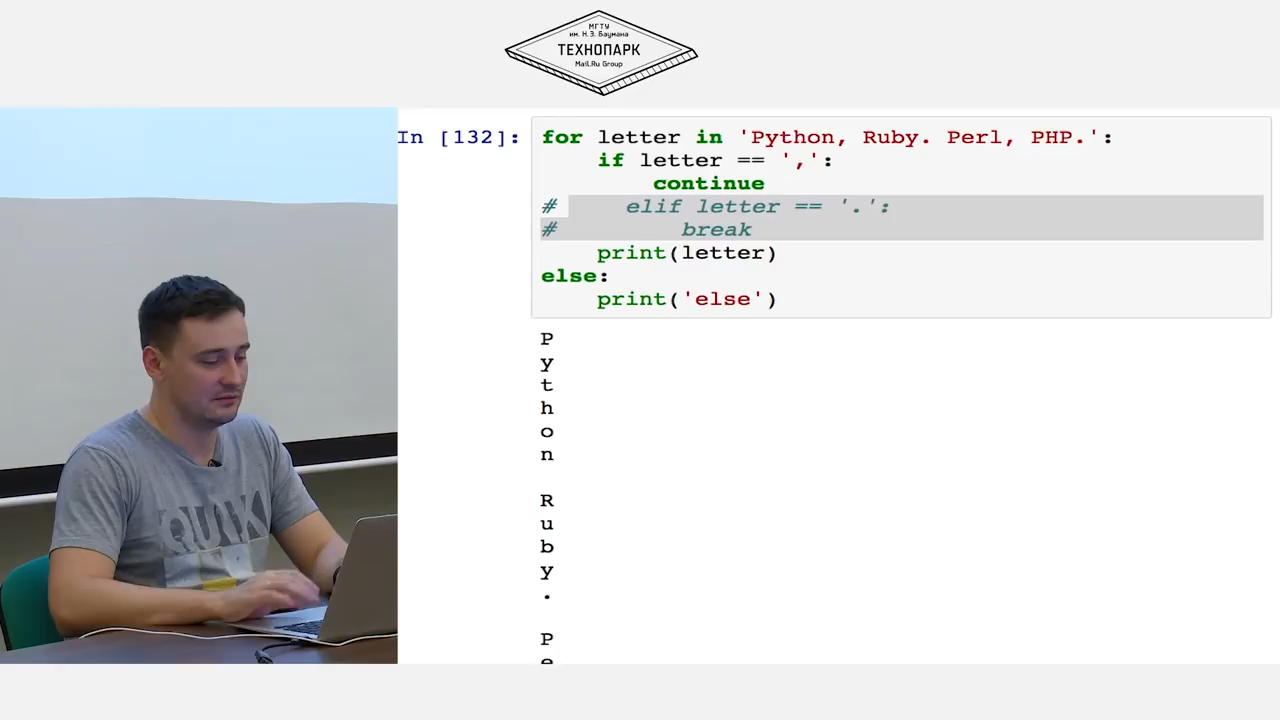 МГТУ
им. Н.Э. Баумана
ТЕХНОПАРК
Mail.Ru Group
In [132]:
for letter in 'Python, Ruby. Perl, PHP.':
    if letter == ',':
        continue
#     elif letter == '.':
#         break
    print(letter)
else:
    print('else')
P
y
t
h
o
n
R
u
b
y
.
P
e